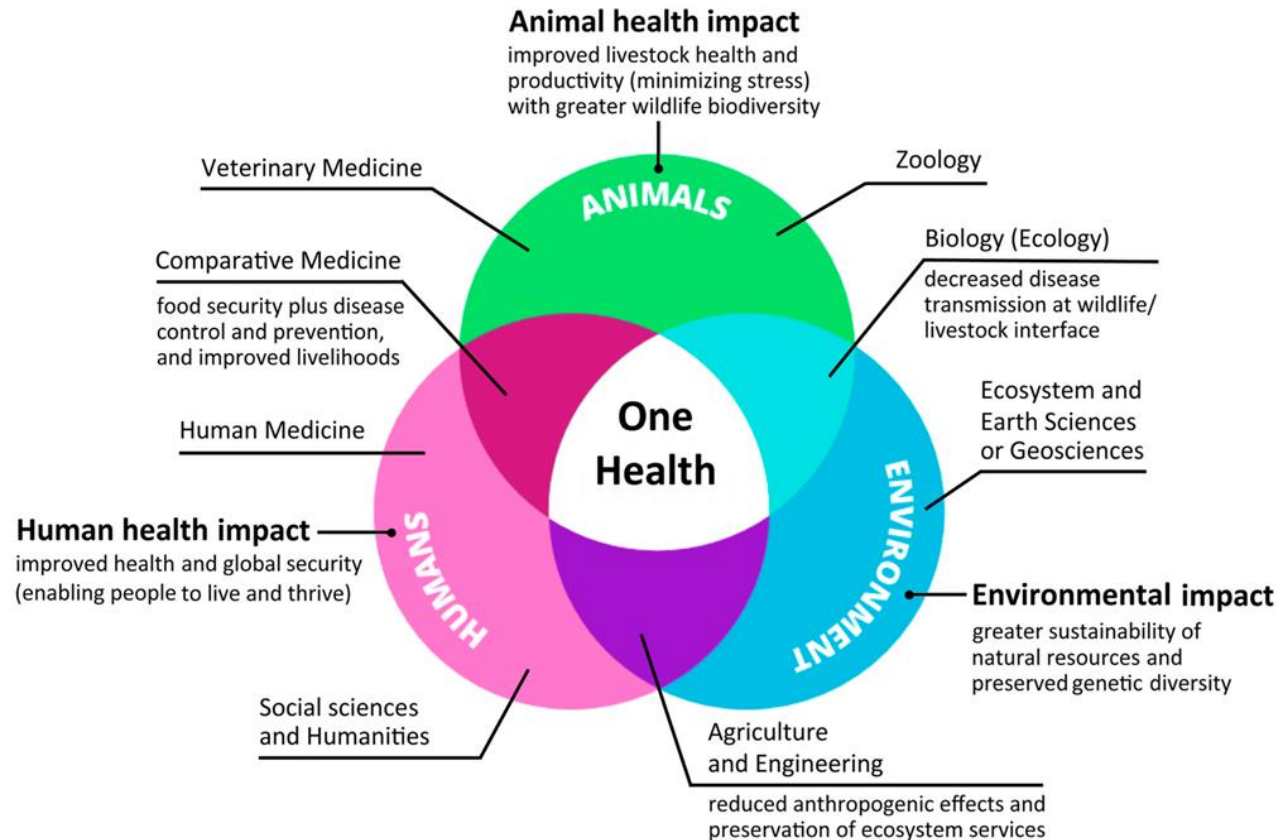 Animal health impact
improved livestock health and
productivity (minimizing stress)
with greater wildlife biodiversity
Veterinary Medicine
Zoology
ANIMALS
Comparative Medicine
food security plus disease
control and prevention,
and improved livelihoods
Biology (Ecology)
decreased disease
transmission at wildlife/
livestock interface
One
Health
Ecosystem and
Earth Sciences
or Geosciences
Human Medicine
Human health impact
improved health and global security
(enabling people to live and thrive)
HUMANS
ENVIRONMENT
Environmental impact
greater sustainability of
natural resources and
preserved genetic diversity
Social sciences
and Humanities
Agriculture
and Engineering
reduced anthropogenic effects and
preservation of ecosystem services